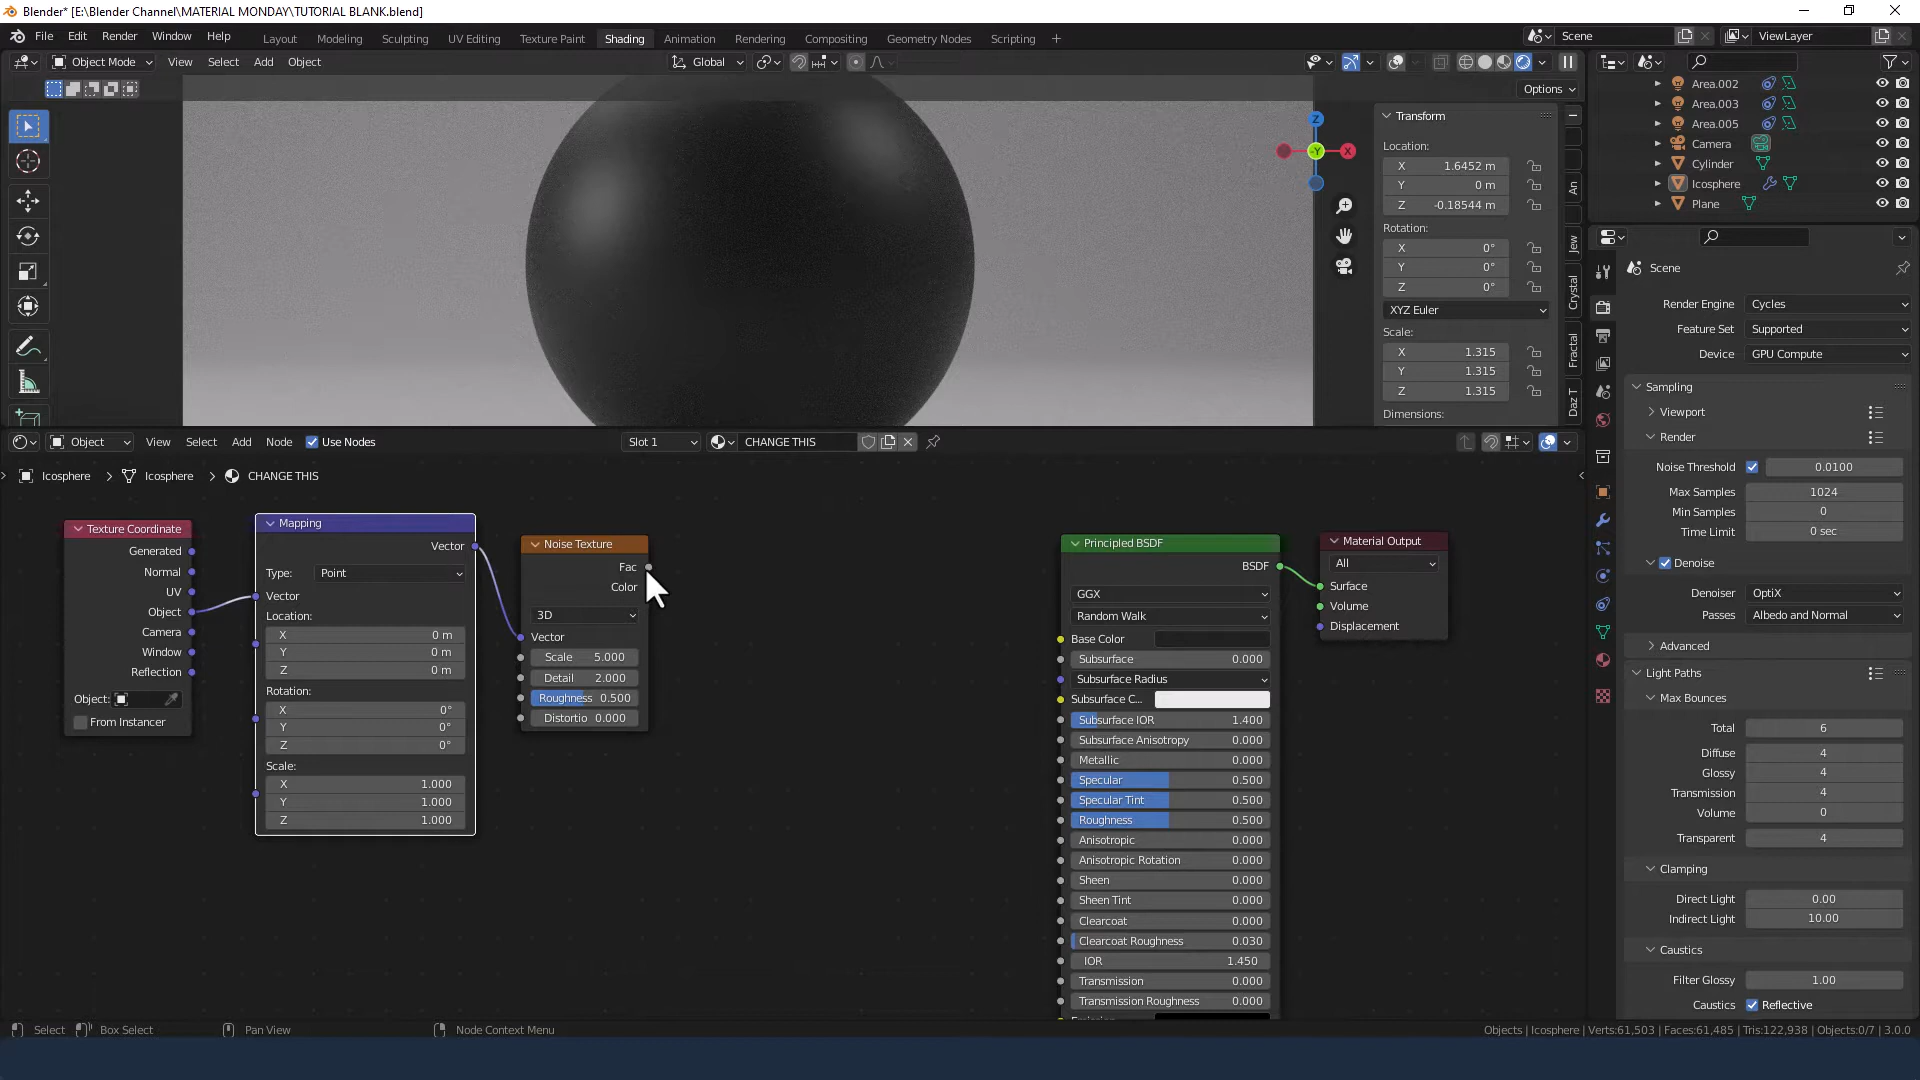 Blender* [E:\Blender Channel\MATERIAL MONDAY\TUTORIAL BLANK.blend]
File Edit Render Window Help Layout Modeling Sculpting UV Editing Texture Paint Shading Animation Rendering Compositing Geometry Nodes Scripting + Scene ViewLayer
Object Mode View Select Add Object Global
Options
Area.002
Area.003
Area.005
Camera
Cylinder
Icosphere
Plane
Z
Y
X
Transform
Location:
X 1.6452 m
Y 0 m
Z -0.18544 m
Rotation:
X 0°
Y 0°
Z 0°
XYZ Euler
Scale:
X 1.315
Y 1.315
Z 1.315
Dimensions:
An
Jew
Crystal
Fractal
Daz T
Scene
Render Engine Cycles
Feature Set Supported
Device GPU Compute
Sampling
Viewport
Render
Noise Threshold 0.0100
Max Samples 1024
Min Samples 0
Time Limit 0 sec
Denoise
Denoiser OptiX
Passes Albedo and Normal
Advanced
Light Paths
Max Bounces
Total 6
Diffuse 4
Glossy 4
Transmission 4
Volume 0
Transparent 4
Clamping
Direct Light 0.00
Indirect Light 10.00
Caustics
Filter Glossy 1.00
Caustics Reflective
Object View Select Add Node Use Nodes Slot 1 CHANGE THIS
Icosphere > Icosphere > CHANGE THIS
Texture Coordinate
Generated
Normal
UV
Object
Camera
Window
Reflection
Object:
From Instancer
Mapping
Vector
Type: Point
Vector
Location:
X 0 m
Y 0 m
Z 0 m
Rotation:
X 0°
Y 0°
Z 0°
Scale:
X 1.000
Y 1.000
Z 1.000
Noise Texture
Fac
Color
3D
Vector
Scale 5.000
Detail 2.000
Roughness 0.500
Distortio 0.000
Principled BSDF
BSDF
GGX
Random Walk
Base Color
Subsurface 0.000
Subsurface Radius
Subsurface C...
Subsurface IOR 1.400
Subsurface Anisotropy 0.000
Metallic 0.000
Specular 0.500
Specular Tint 0.500
Roughness 0.500
Anisotropic 0.000
Anisotropic Rotation 0.000
Sheen 0.000
Sheen Tint 0.000
Clearcoat 0.000
Clearcoat Roughness 0.030
IOR 1.450
Transmission 0.000
Transmission Roughness 0.000
Material Output
All
Surface
Volume
Displacement
Select Box Select Pan View Node Context Menu Objects | Icosphere | Verts:61,503 | Faces:61,485 | Tris:122,938 | Objects:0/7 | 3.0.0